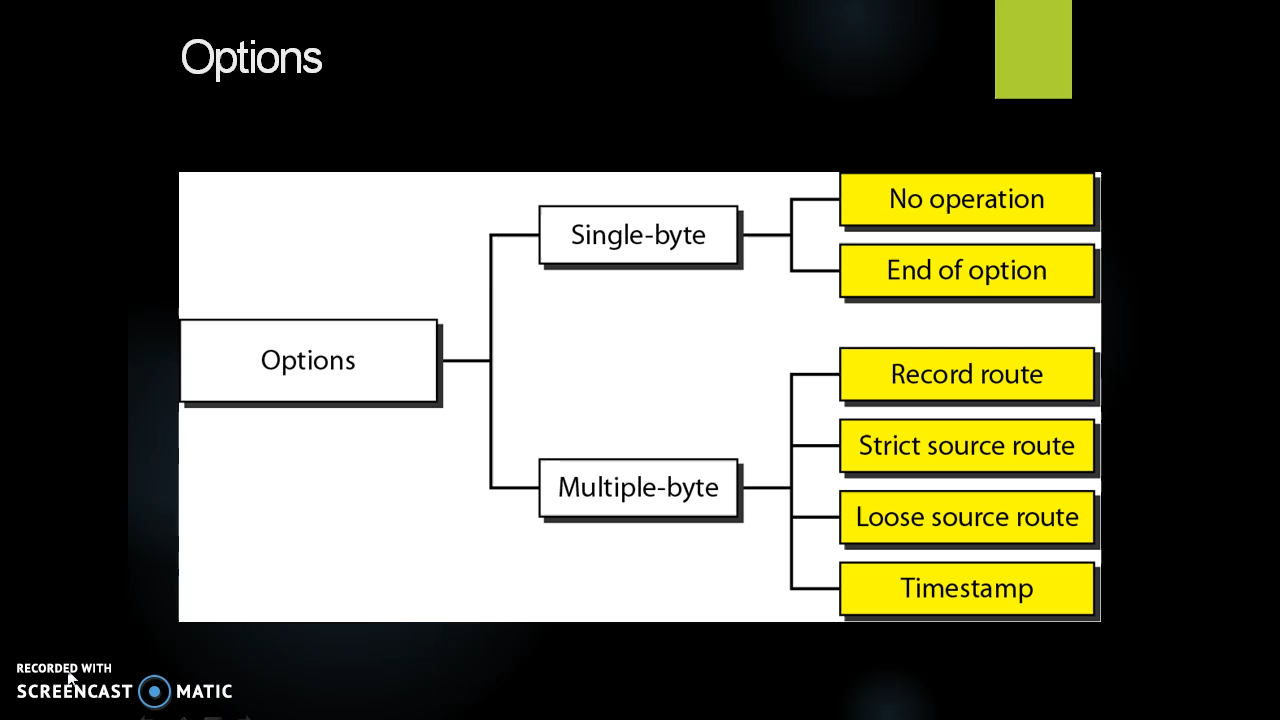 Options
No operation
Single-byte
End of option
Options
Record route
Strict source route
Multiple-byte
Loose source route
Timestamp
RECORDED WITH
SCREENCAST MATIC